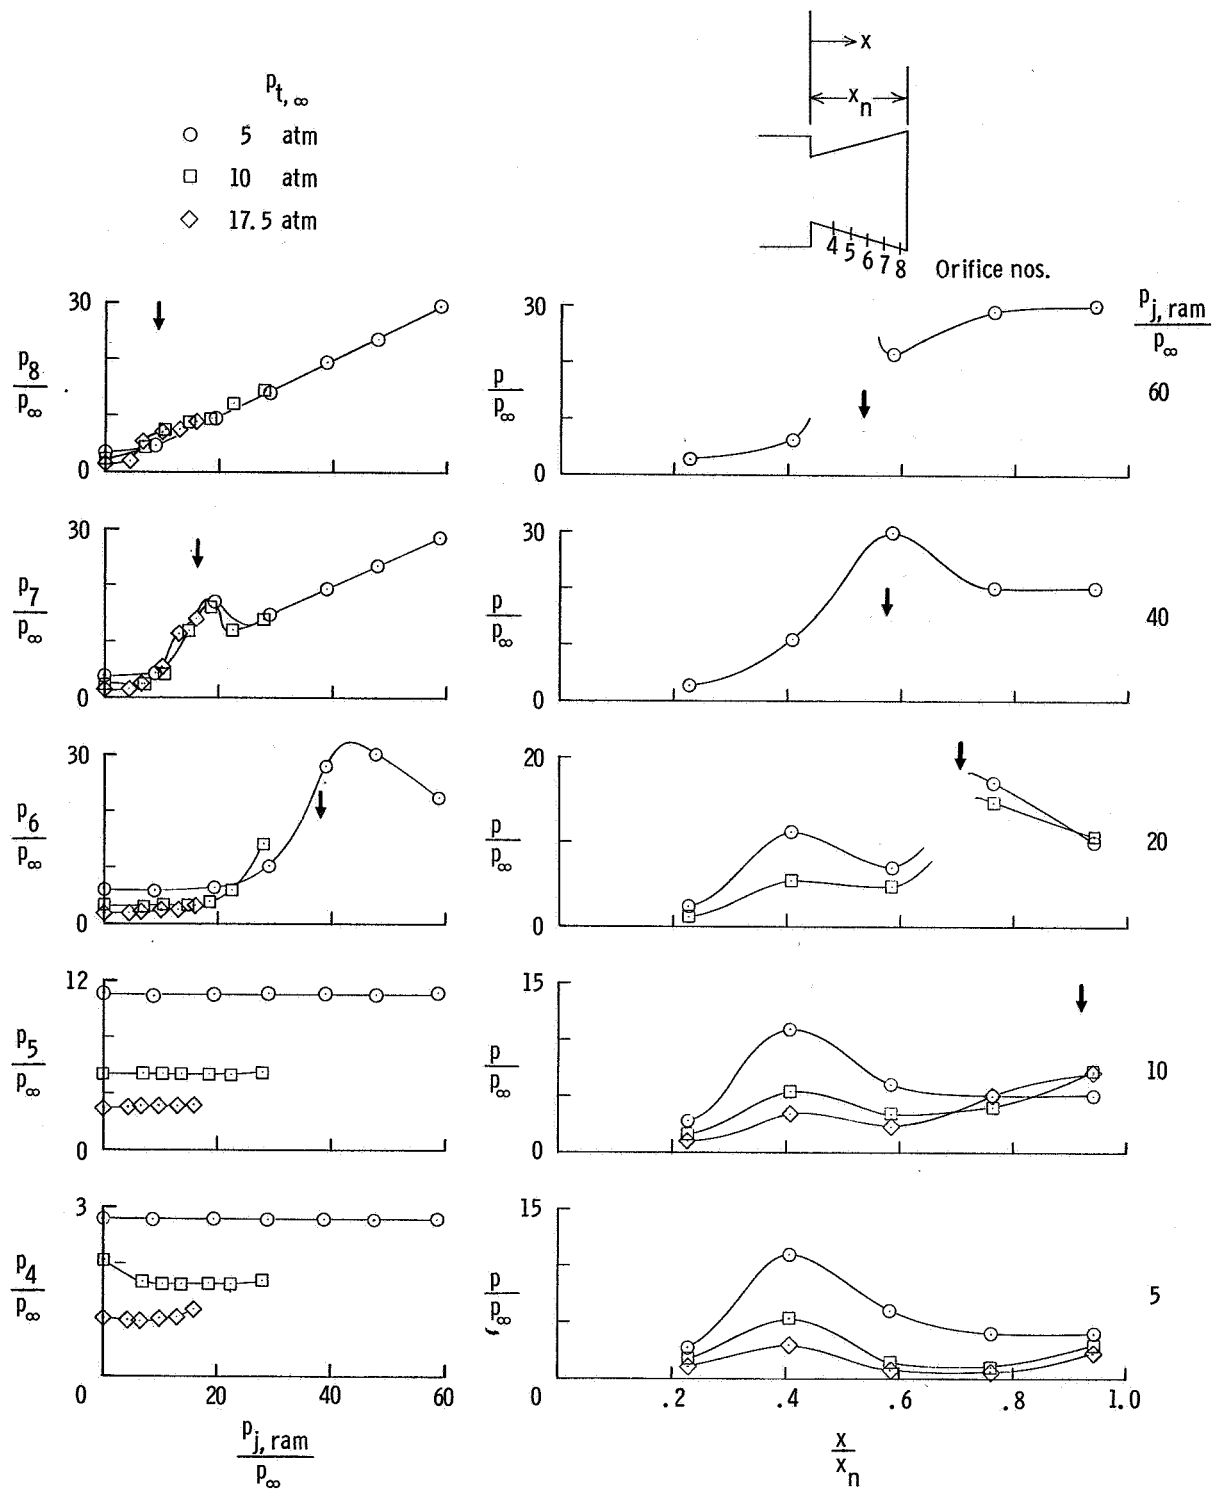 x
x_n
p_t,∞
○ 5 atm
□ 10 atm
◇ 17.5 atm
4 5 6 7 8 Orifice nos.
30
p_8
p_∞
0
0 20 40 60
30
p_7
p_∞
0
30
p_6
p_∞
0
12
p_5
p_∞
0
3
p_4
p_∞
0 20 40 60
p_j, ram
p_∞
p_j, ram
p_∞
30
p
p_∞
0
60
30
p
p_∞
0
40
20
p
p_∞
0
20
15
p
p_∞
0
10
15
p
p_∞
5
0 .2 .4 .6 .8 1.0
x
x_n